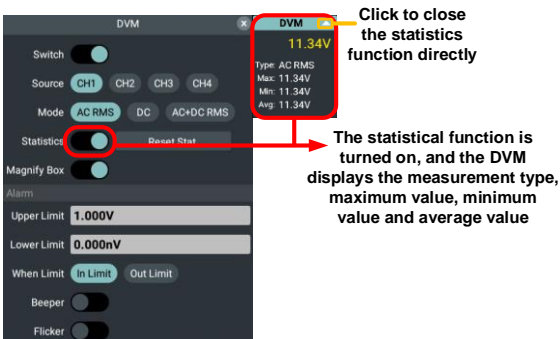 DVM
Switch
Source CH1 CH2 CH3 CH4
Mode AC RMS DC AC+DC RMS
Statistics Reset Stat
Magnify Box
Alarm
Upper Limit 1.000V
Lower Limit 0.000nV
When Limit In Limit Out Limit
Beeper
Flicker
DVM
11.34V
Type: AC RMS
Max: 11.34V
Min: 11.34V
Avg: 11.34V
Click to close
the statistics
function directly
The statistical function is
turned on, and the DVM
displays the measurement type,
maximum value, minimum
value and average value